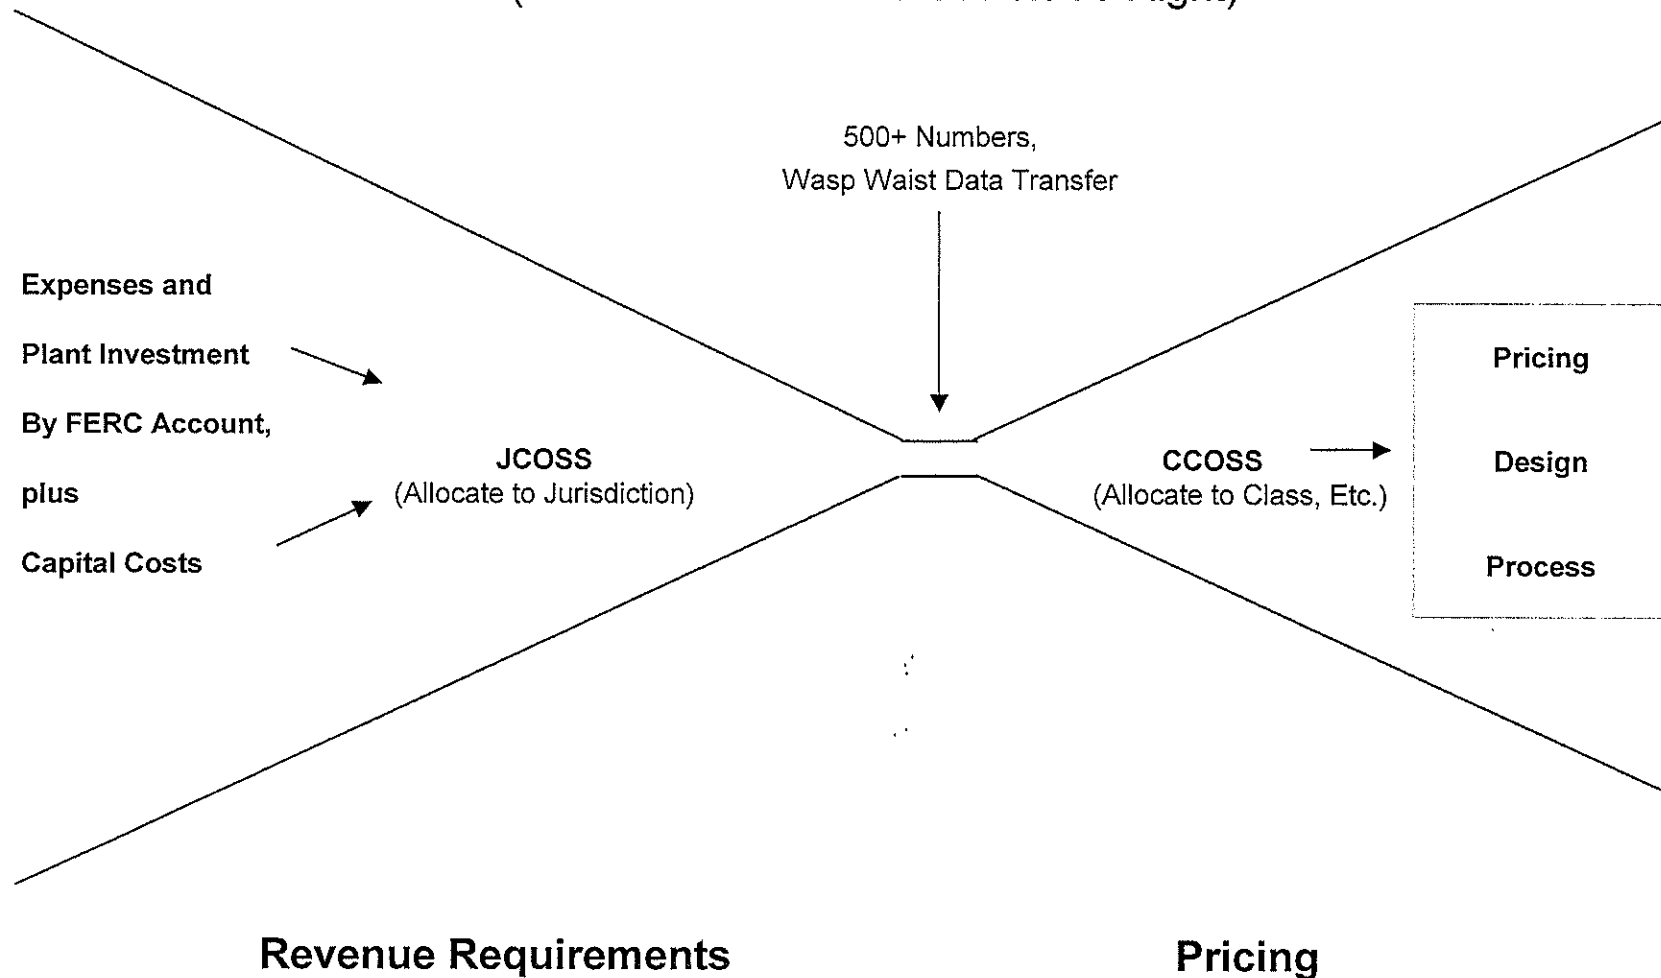 500+ Numbers,
Wasp Waist Data Transfer
Expenses and
Plant Investment
By FERC Account,
plus
Capital Costs
JCOSS
(Allocate to Jurisdiction)
CCOSS
(Allocate to Class, Etc.)
Pricing
Design
Process
Revenue Requirements
Pricing